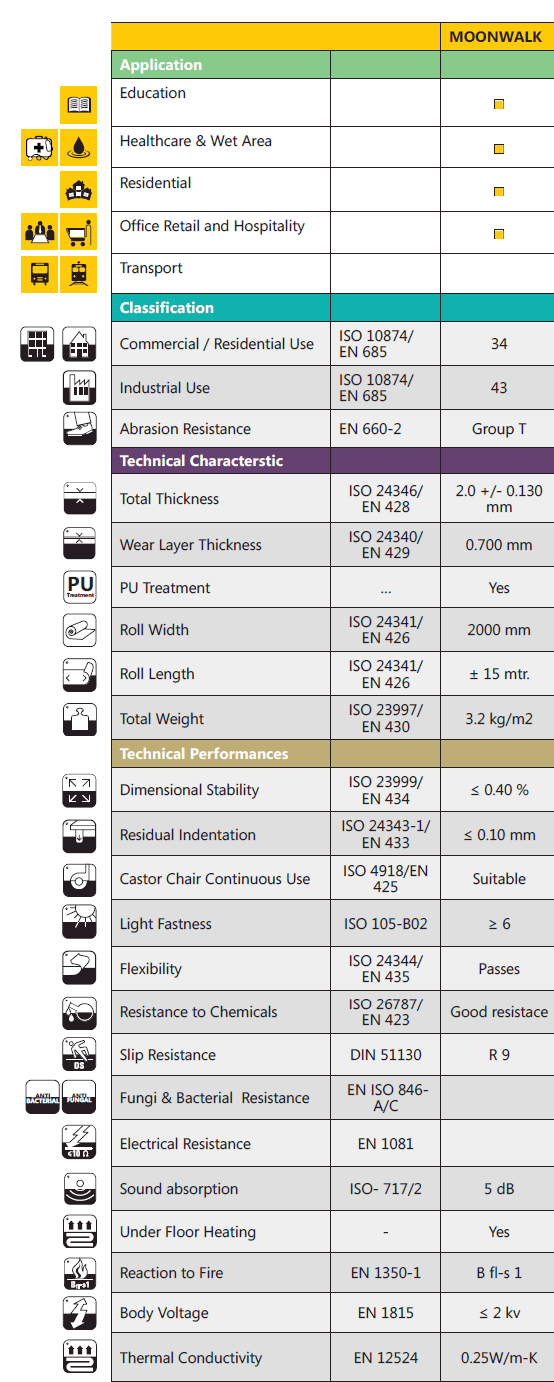 MOONWALK
Application
Education
Healthcare & Wet Area
Residential
Office Retail and Hospitality
Transport
Classification
Commercial / Residential Use ISO 10874/ EN 685 34
Industrial Use ISO 10874/ EN 685 43
Abrasion Resistance EN 660-2 Group T
Technical Characterstic
Total Thickness ISO 24346/ EN 428 2.0 +/- 0.130 mm
Wear Layer Thickness ISO 24340/ EN 429 0.700 mm
PU Treatment PU Treatment ... Yes
Roll Width ISO 24341/ EN 426 2000 mm
Roll Length ISO 24341/ EN 426 ± 15 mtr.
Total Weight ISO 23997/ EN 430 3.2 kg/m2
Technical Performances
Dimensional Stability ISO 23999/ EN 434 ≤ 0.40 %
Residual Indentation ISO 24343-1/ EN 433 ≤ 0.10 mm
Castor Chair Continuous Use ISO 4918/EN 425 Suitable
Light Fastness ISO 105-B02 ≥ 6
Flexibility ISO 24344/ EN 435 Passes
Resistance to Chemicals ISO 26787/ EN 423 Good resistace
DS Slip Resistance DIN 51130 R 9
ANTI BACTERIAL ANTI FUNGAL Fungi & Bacterial Resistance EN ISO 846-A/C
≤10 Ω Electrical Resistance EN 1081
Sound absorption ISO- 717/2 5 dB
Under Floor Heating - Yes
Bfl-s1 Reaction to Fire EN 1350-1 B fl-s 1
Body Voltage EN 1815 ≤ 2 kv
Thermal Conductivity EN 12524 0.25W/m-K